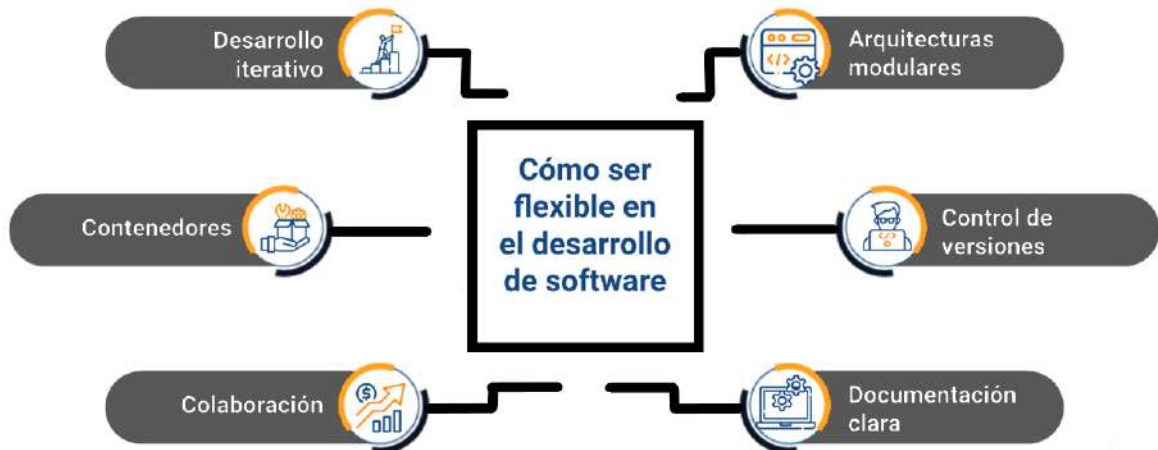 Desarrollo
iterativo
Arquitecturas
modulares
Cómo ser
flexible en
el desarrollo
de software
Contenedores
Control de
versiones
Colaboración
Documentación
clara